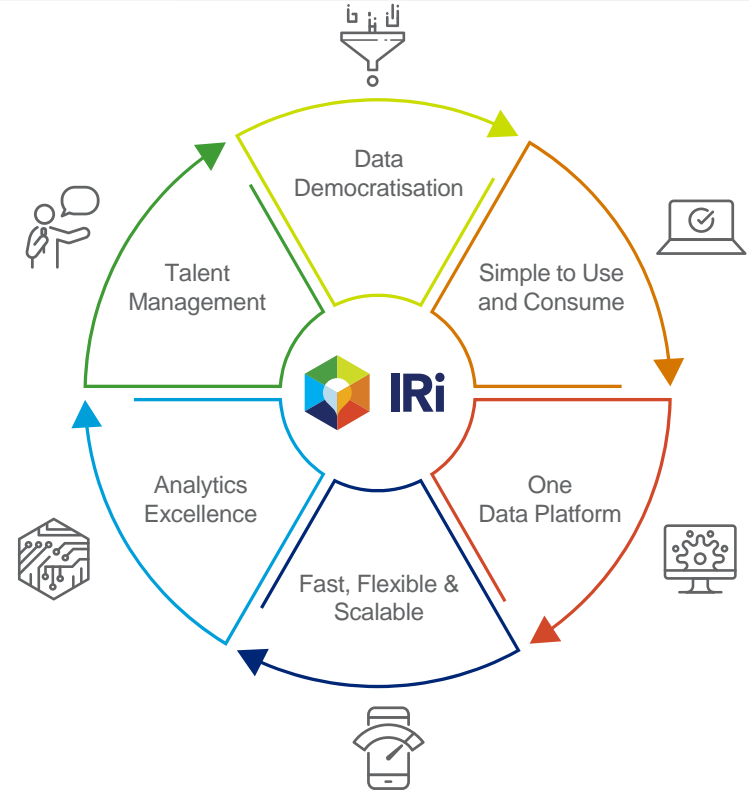 Data
Democratisation
Simple to Use
and Consume
One
Data Platform
Fast, Flexible &
Scalable
Analytics
Excellence
Talent
Management
IRi